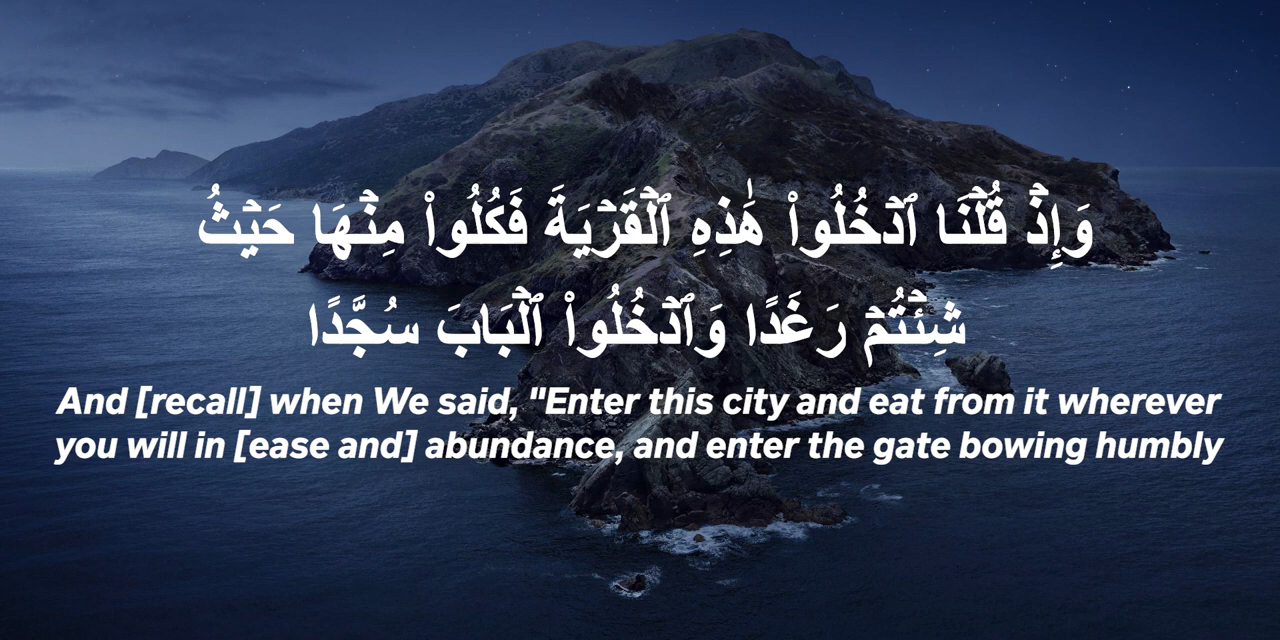 وَإِذۡ قُلۡنَا ٱدۡخُلُواْ هَٰذِهِ ٱلۡقَرۡيَةَ فَكُلُواْ مِنۡهَا حَيۡثُ
شِئۡتُمۡ رَغَدٗا وَٱدۡخُلُواْ ٱلۡبَابَ سُجَّدٗا
And [recall] when We said, "Enter this city and eat from it wherever
you will in [ease and] abundance, and enter the gate bowing humbly